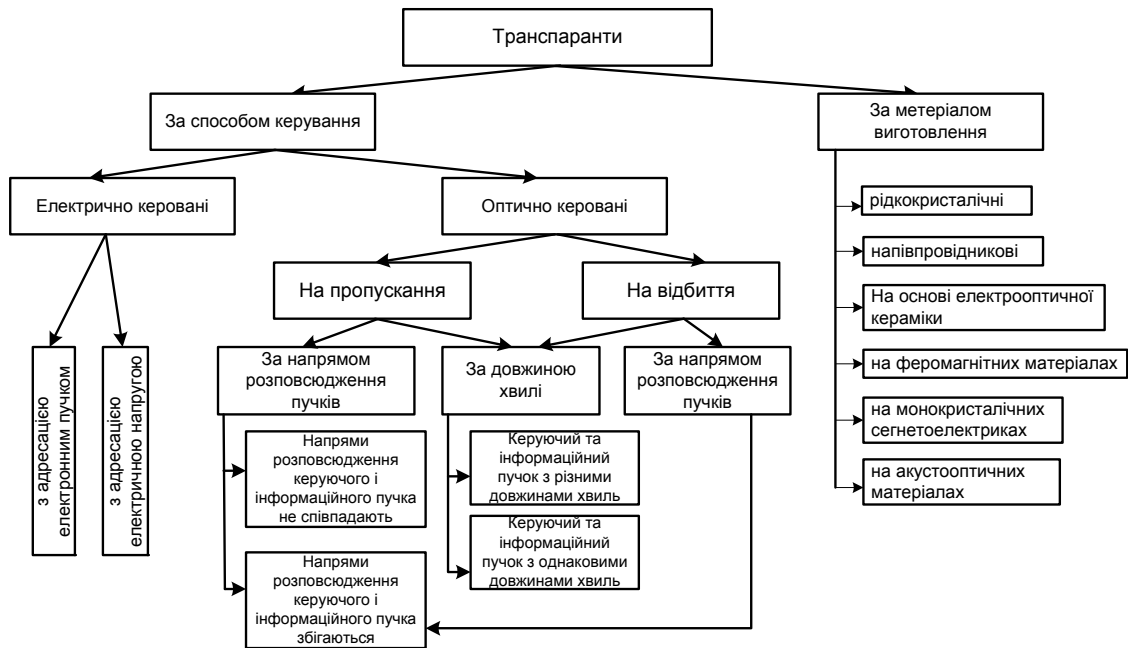 Транспаранти
За способом керування
За метеріалом
виготовлення
Електрично керовані
Оптично керовані
На пропускання
На відбиття
з адресацією
електронним пучком
з адресацією
електричною напругою
За напрямом
розповсюдження
пучків
За довжиною
хвилі
За напрямом
розповсюдження
пучків
Напрями
розповсюдження
керуючого і
інформаційного пучка
не співпадають
Напрями
розповсюдження
керуючого і
інформаційного пучка
збігаються
Керуючий та
інформаційний
пучок з різними
довжинами хвиль
Керуючий та
інформаційний
пучок з однаковими
довжинами хвиль
рідкокристалічні
напівпровідникові
На основі електрооптичної
кераміки
на феромагнітних матеріалах
на монокристалічних
сегнетоелектриках
на акустооптичних
матеріалах